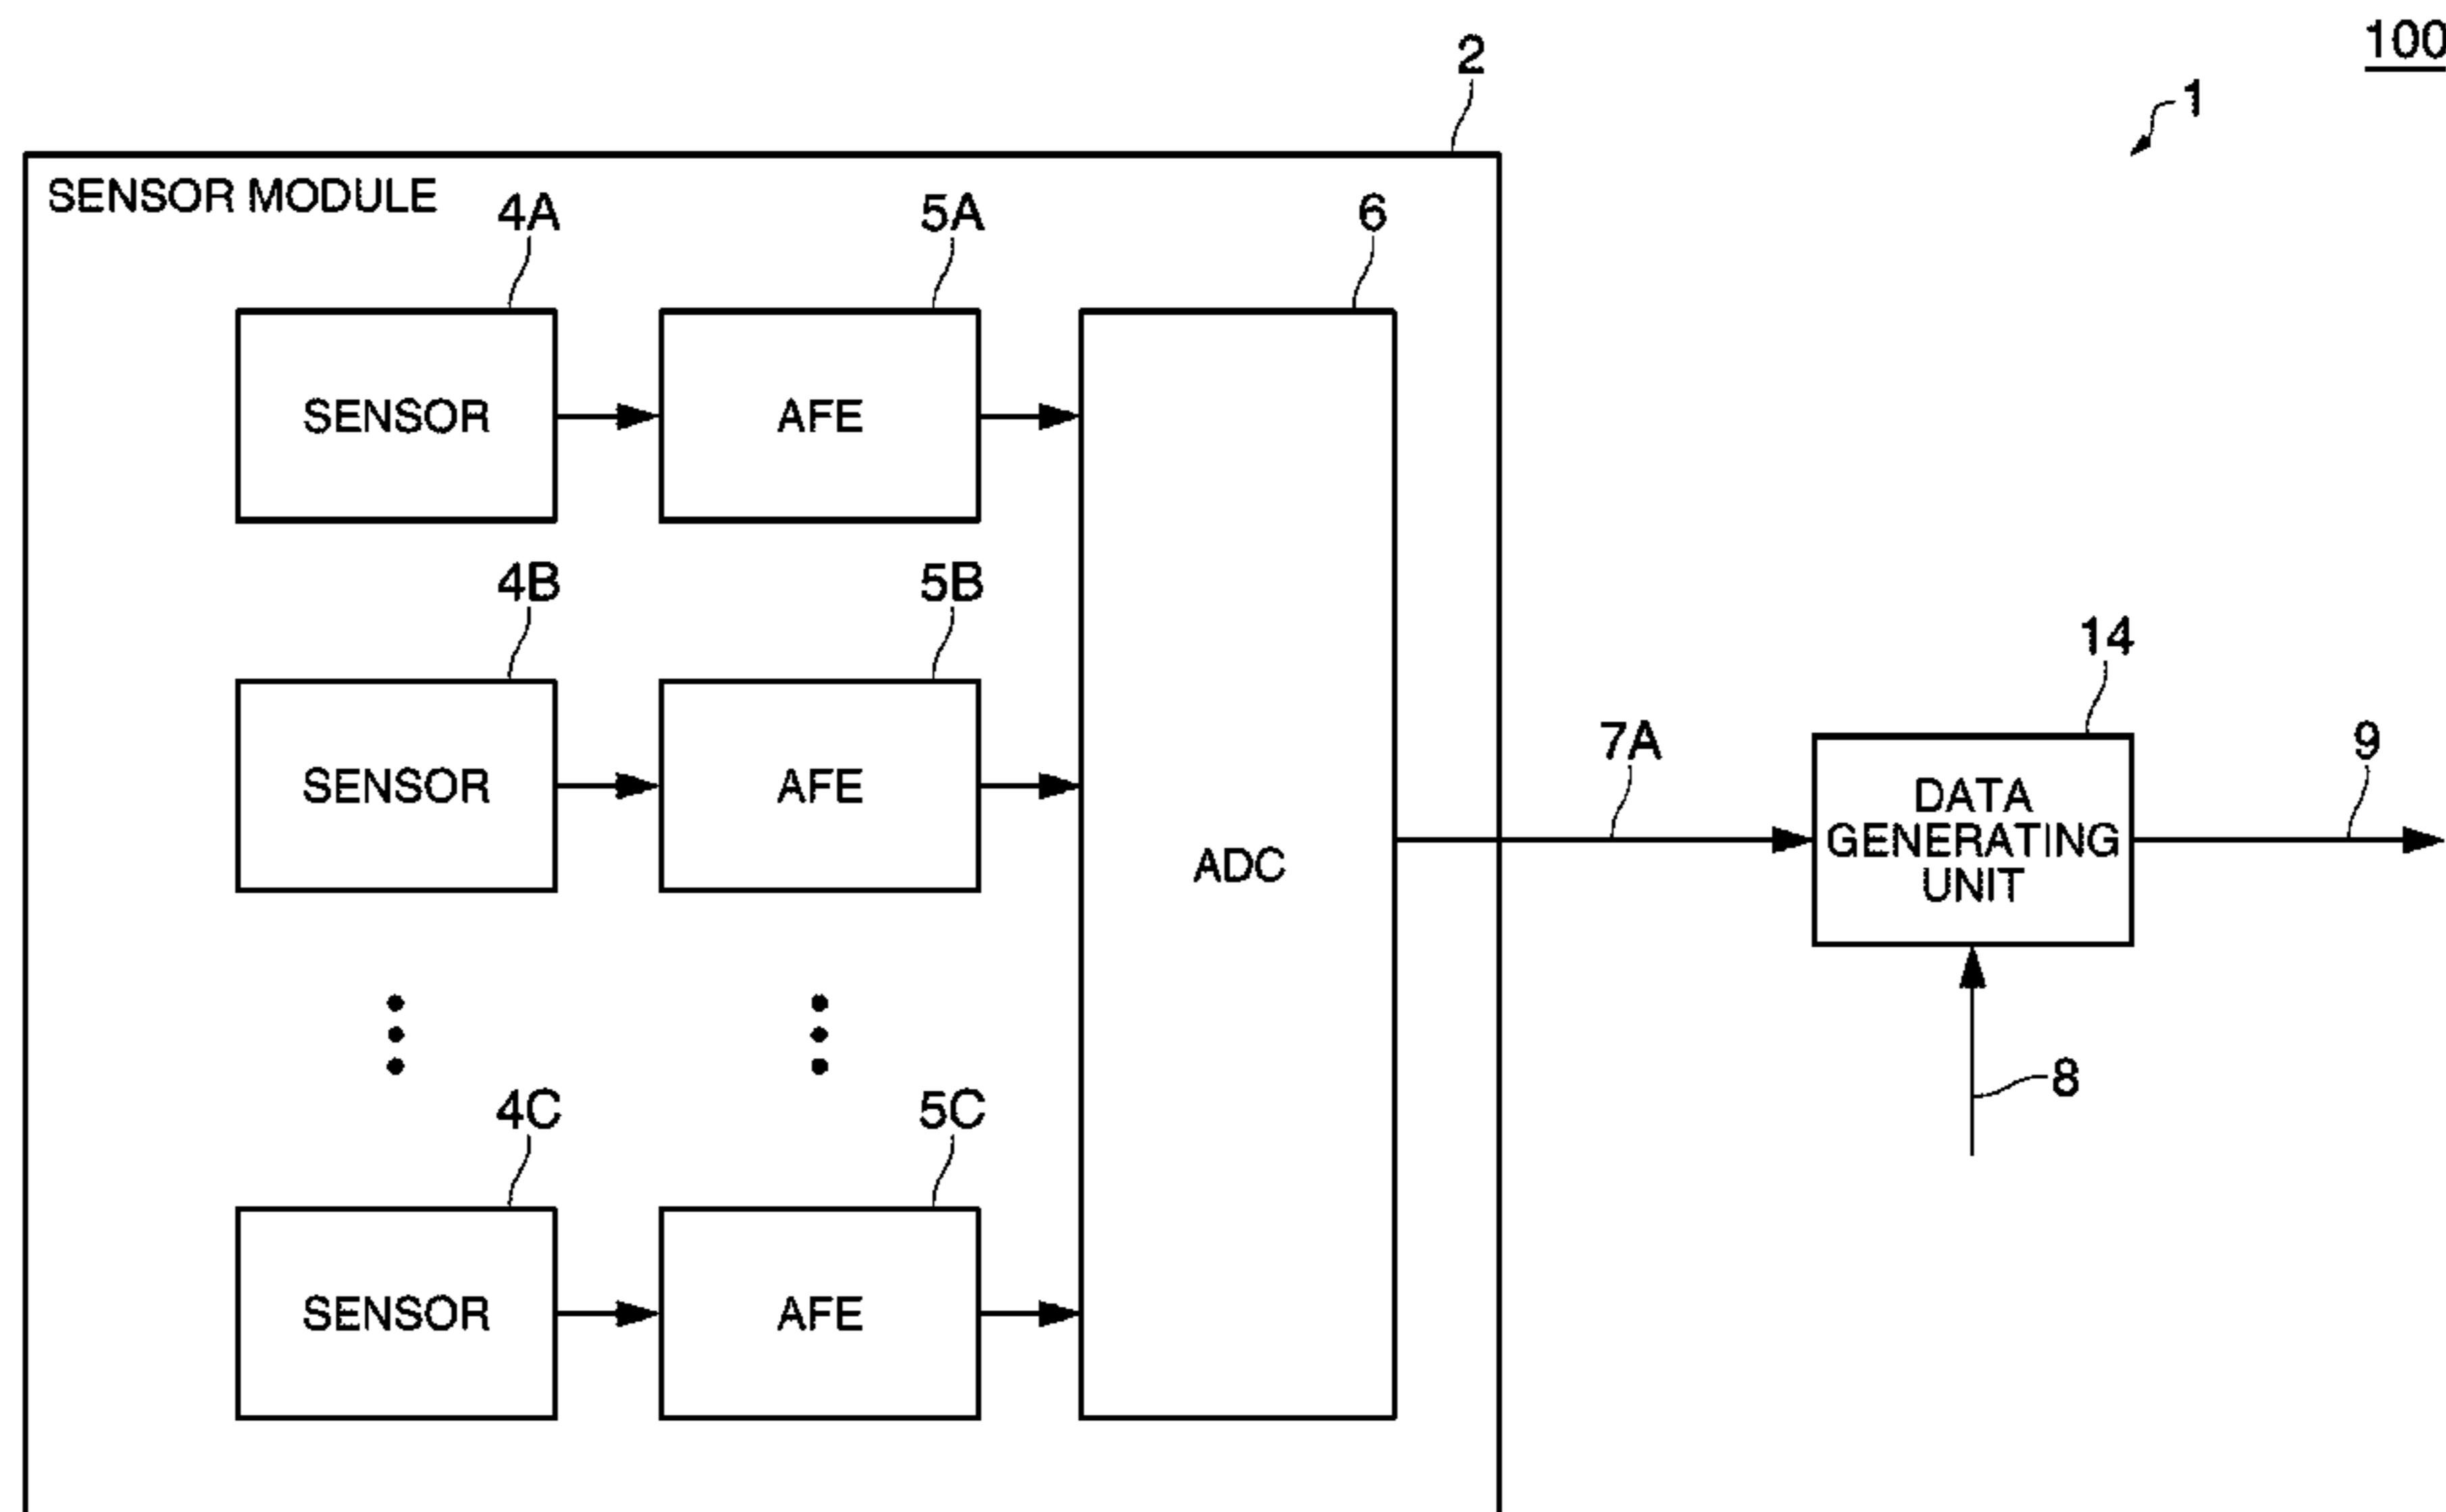 100
1
2
SENSOR MODULE
4A
5A
6
SENSOR
AFE
4B
5B
SENSOR
AFE
ADC
7A
14
DATA
GENERATING
UNIT
9
8
4C
5C
SENSOR
AFE